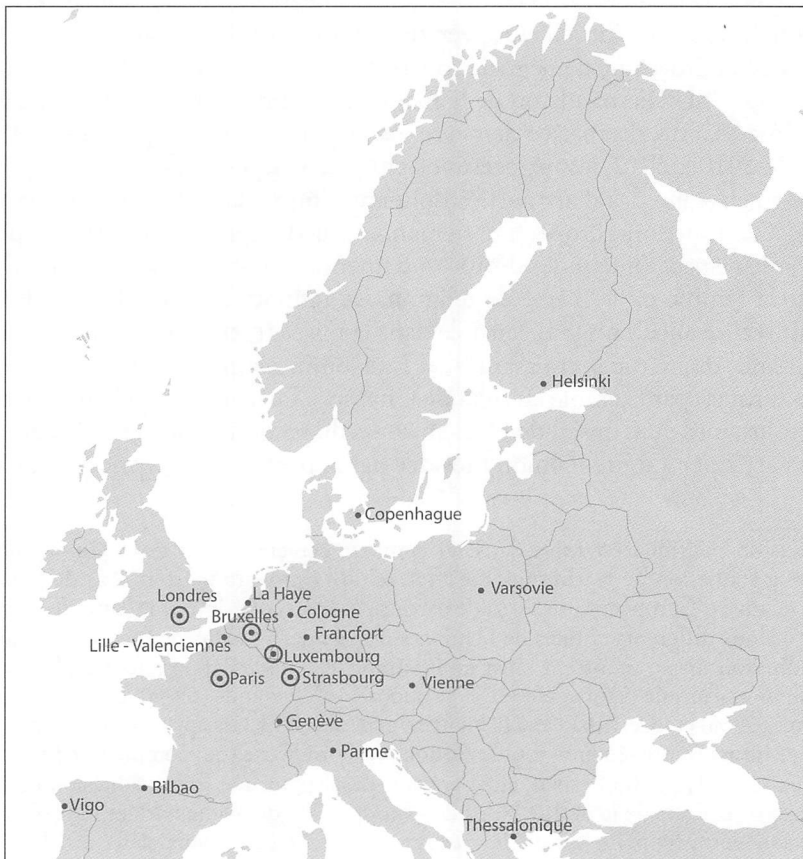 Helsinki
Copenhague
Varsovie
Londres
La Haye
Bruxelles
Cologne
Lille - Valenciennes
Francfort
Luxembourg
Paris
Strasbourg
Vienne
Genève
Parme
Bilbao
Vigo
Thessalonique